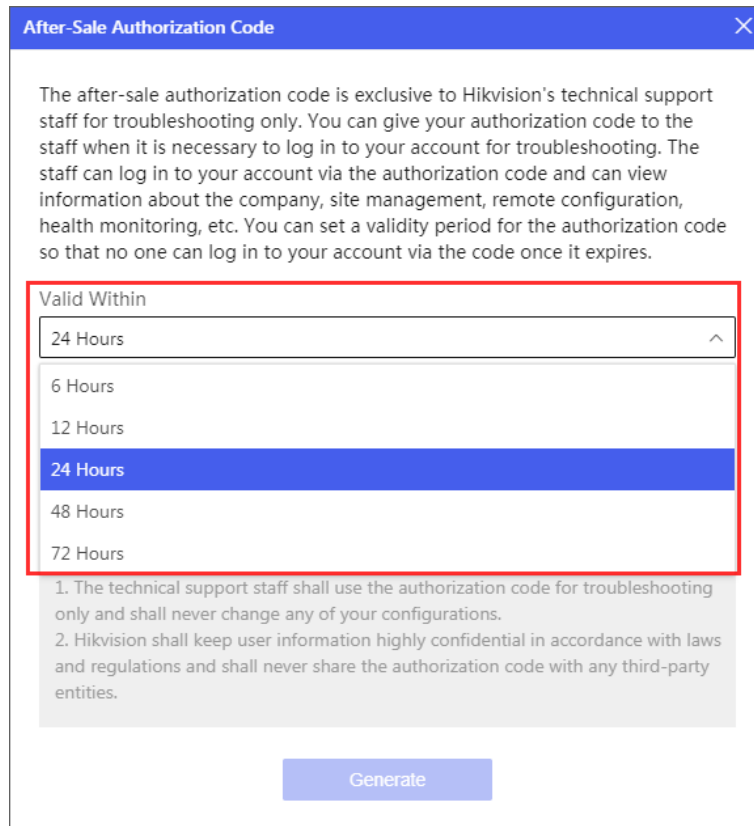 After-Sale Authorization Code
The after-sale authorization code is exclusive to Hikvision's technical support
staff for troubleshooting only. You can give your authorization code to the
staff when it is necessary to log in to your account for troubleshooting. The
staff can log in to your account via the authorization code and can view
information about the company, site management, remote configuration,
health monitoring, etc. You can set a validity period for the authorization code
so that no one can log in to your account via the code once it expires.
Valid Within
24 Hours
6 Hours
12 Hours
24 Hours
48 Hours
72 Hours
1. The technical support staff shall use the authorization code for troubleshooting
only and shall never change any of your configurations.
2. Hikvision shall keep user information highly confidential in accordance with laws
and regulations and shall never share the authorization code with any third-party
entities.
Generate